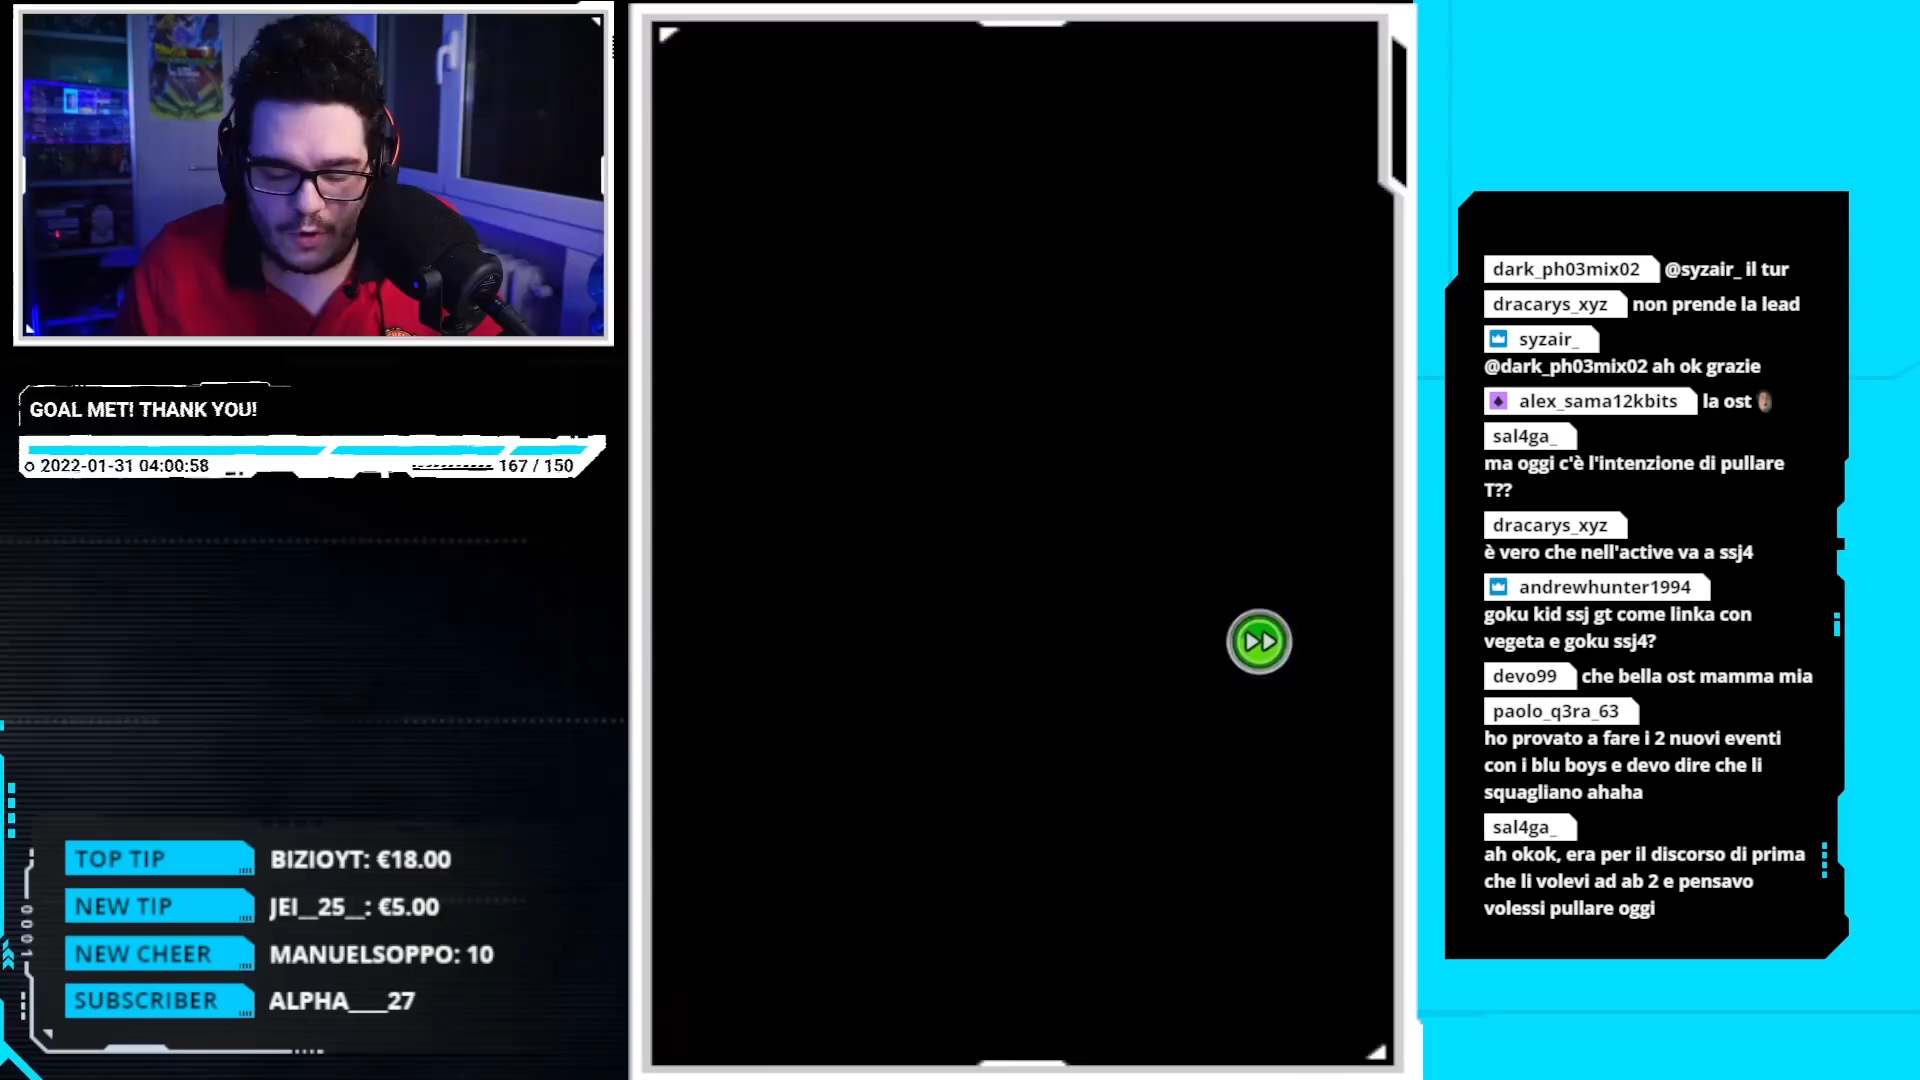 GOAL MET! THANK YOU!
2022-01-31 04:00:58
167 / 150
TOP TIP BIZIOYT: €18.00
NEW TIP JEI__25__: €5.00
NEW CHEER MANUELSOPPO: 10
SUBSCRIBER ALPHA____27
0001
dark_ph03mix02 @syzair_ il tur
dracarys_xyz non prende la lead
syzair_
@dark_ph03mix02 ah ok grazie
alex_sama12kbits la ost
sal4ga_
ma oggi c'è l'intenzione di pullare
T??
dracarys_xyz
è vero che nell'active va a ssj4
andrewhunter1994
goku kid ssj gt come linka con
vegeta e goku ssj4?
devo99 che bella ost mamma mia
paolo_q3ra_63
ho provato a fare i 2 nuovi eventi
con i blu boys e devo dire che li
squagliano ahaha
sal4ga_
ah okok, era per il discorso di prima
che li volevi ad ab 2 e pensavo
volessi pullare oggi